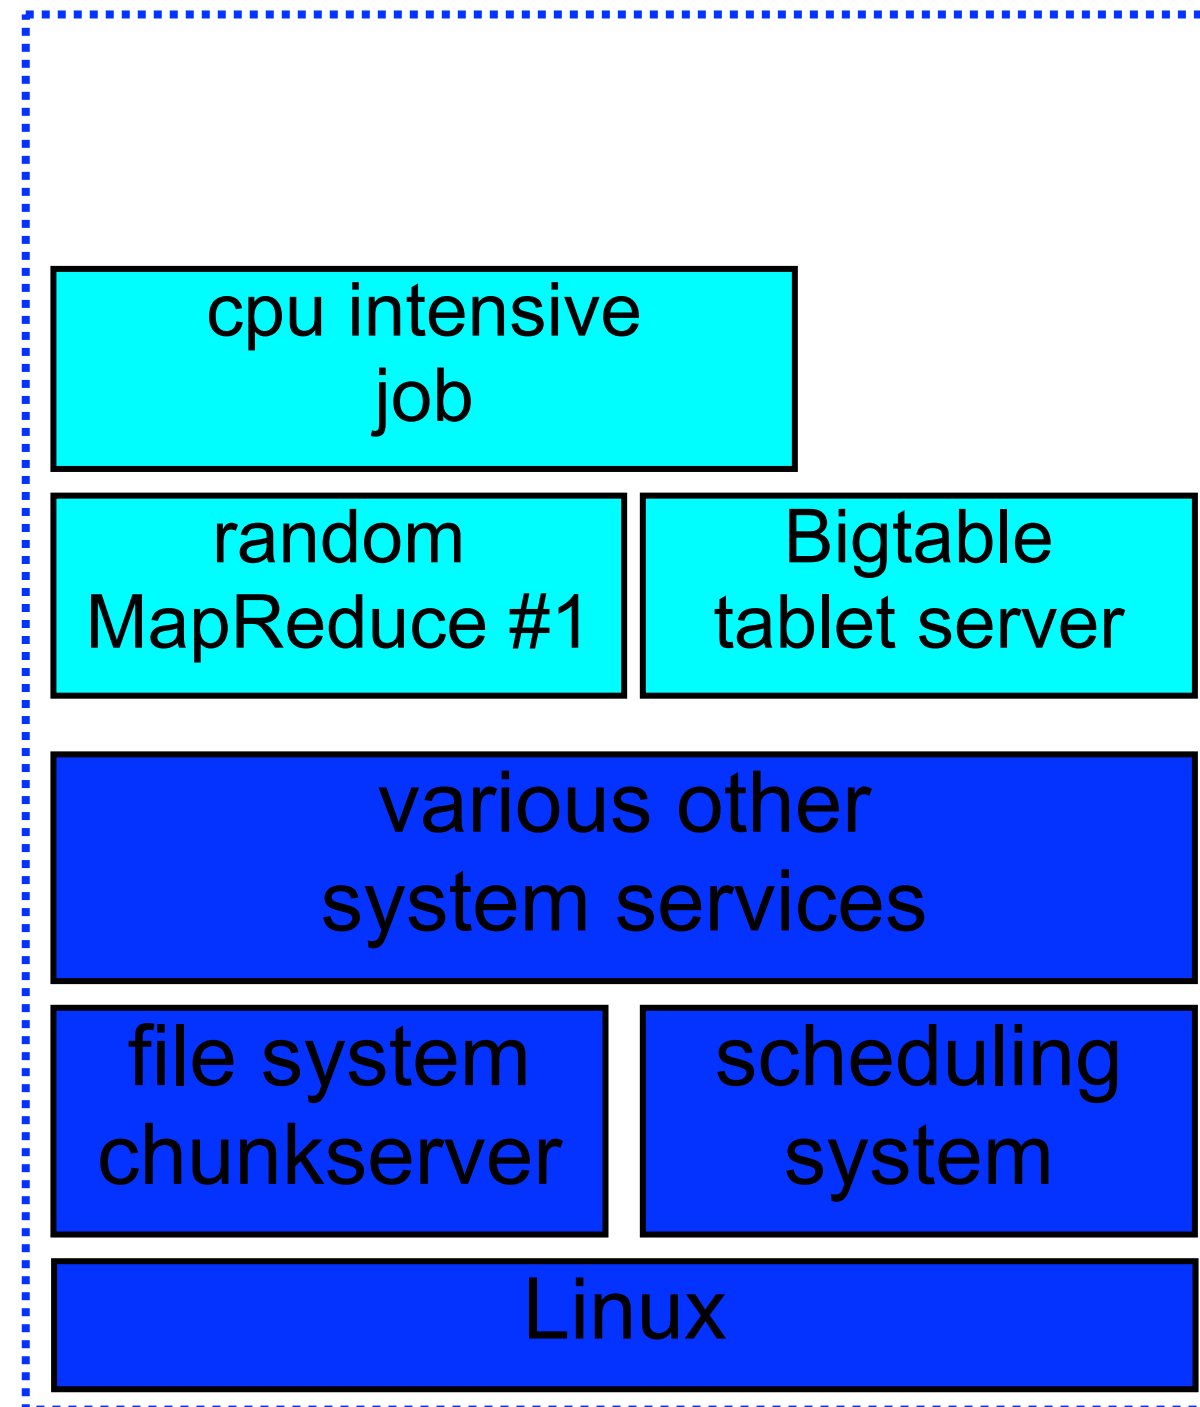 cpu intensive
job
random
MapReduce #1
Bigtable
tablet server
various other
system services
file system
chunkserver
scheduling
system
Linux